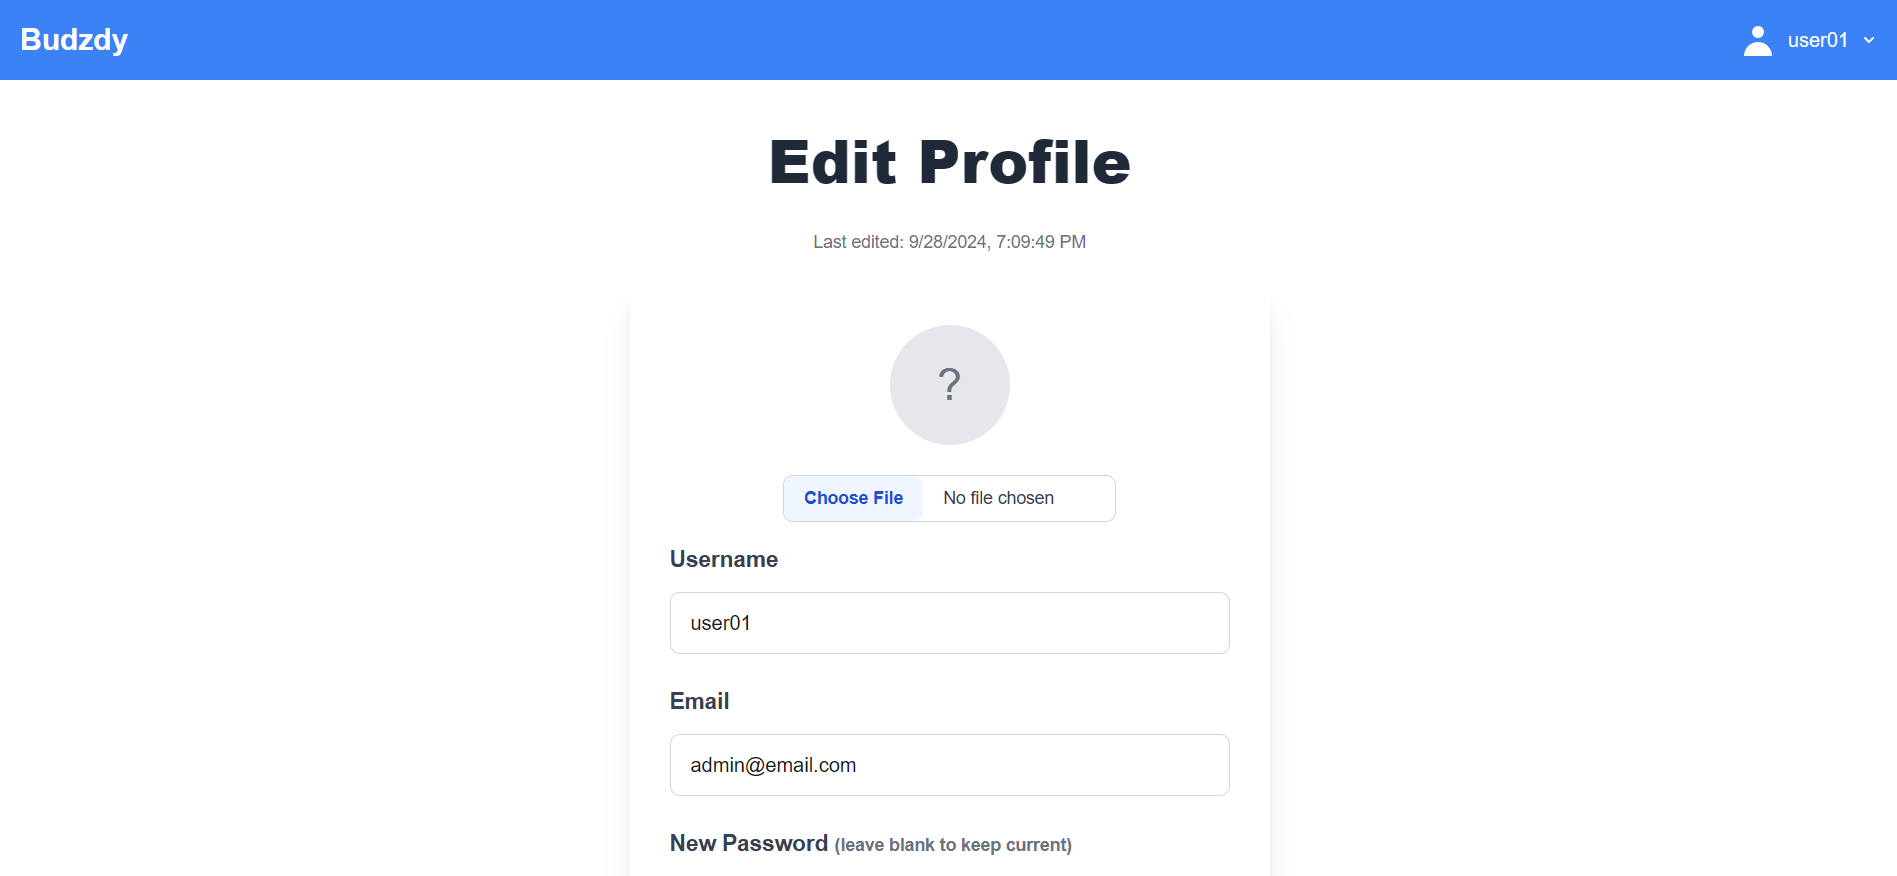 Budzdy
user01
Edit Profile
Last edited: 9/28/2024, 7:09:49 PM
?
Choose File No file chosen
Username
user01
Email
admin@email.com
New Password (leave blank to keep current)